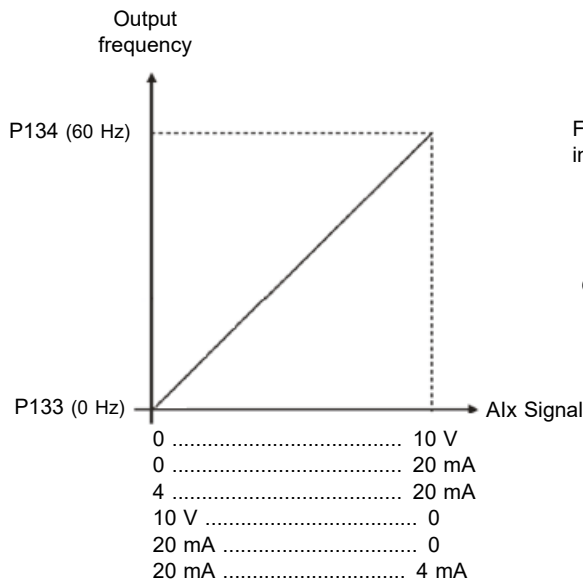 Output
frequency
P134 (60 Hz)
P133 (0 Hz)
AIx Signal
0 .................................. 10 V
0 .................................. 20 mA
4 .................................. 20 mA
10 V ............................... 0
20 mA ............................ 0
20 mA .......................... 4 mA